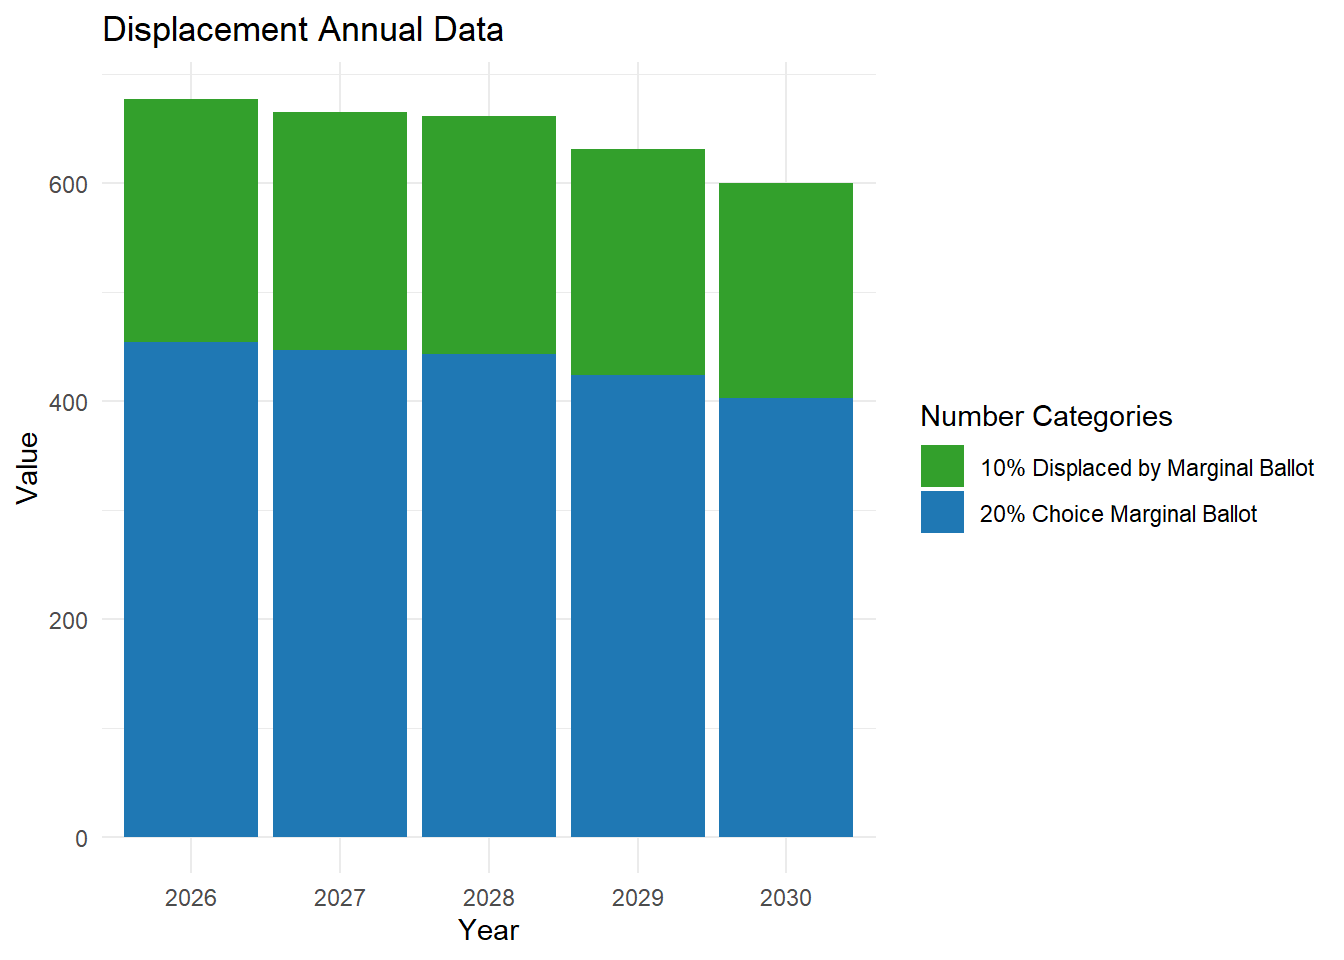 Displacement Annual Data
Value
600
400
200
0
2026 2027 2028 2029 2030
Year
Number Categories
10% Displaced by Marginal Ballot
20% Choice Marginal Ballot